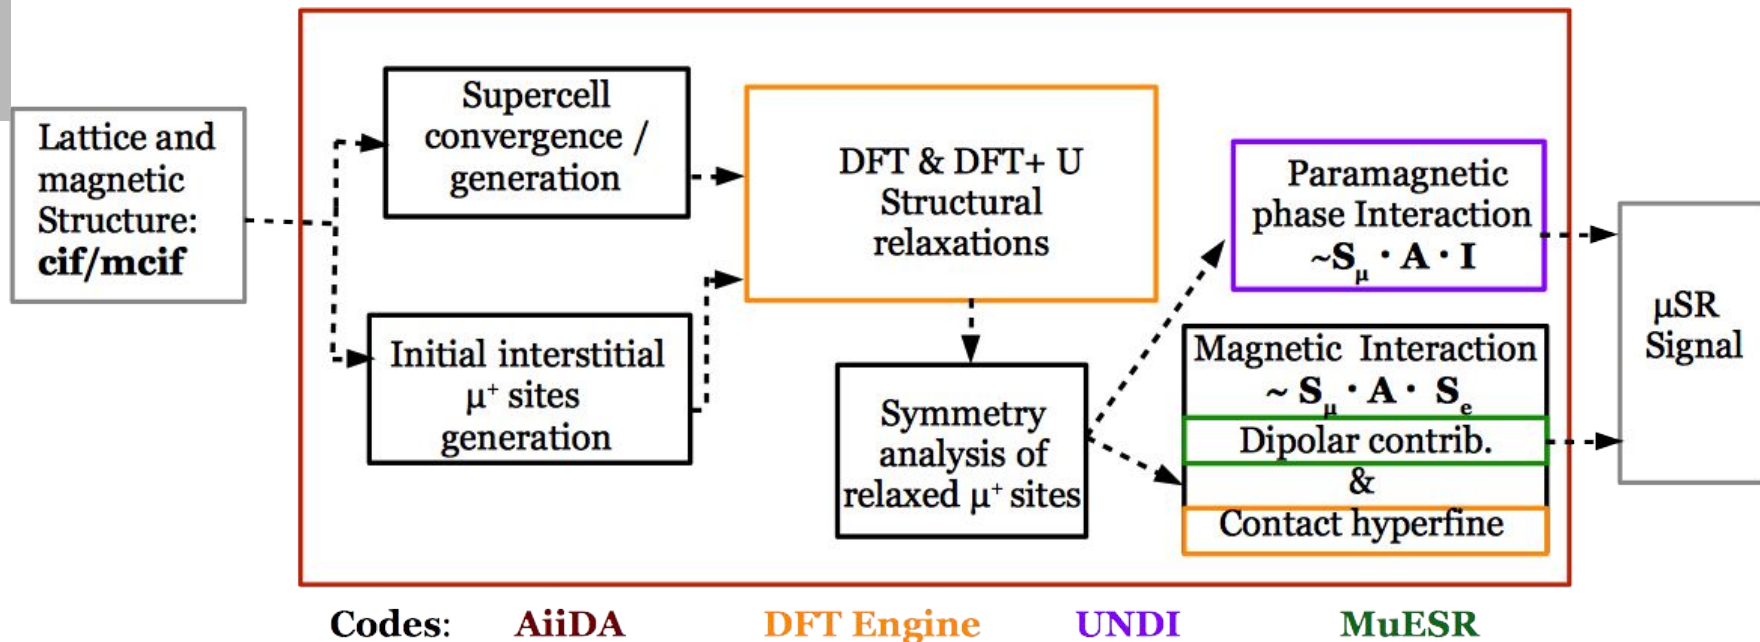 Lattice and
magnetic
Structure:
cif/mcif
Supercell
convergence /
generation
Initial interstitial
μ⁺ sites
generation
DFT & DFT+ U
Structural
relaxations
Symmetry
analysis of
relaxed μ⁺ sites
Paramagnetic
phase Interaction
~Sμ · A · I
Magnetic Interaction
~ Sμ · A · Se
Dipolar contrib.
&
Contact hyperfine
μSR
Signal
Codes: AiiDA DFT Engine UNDI MuESR